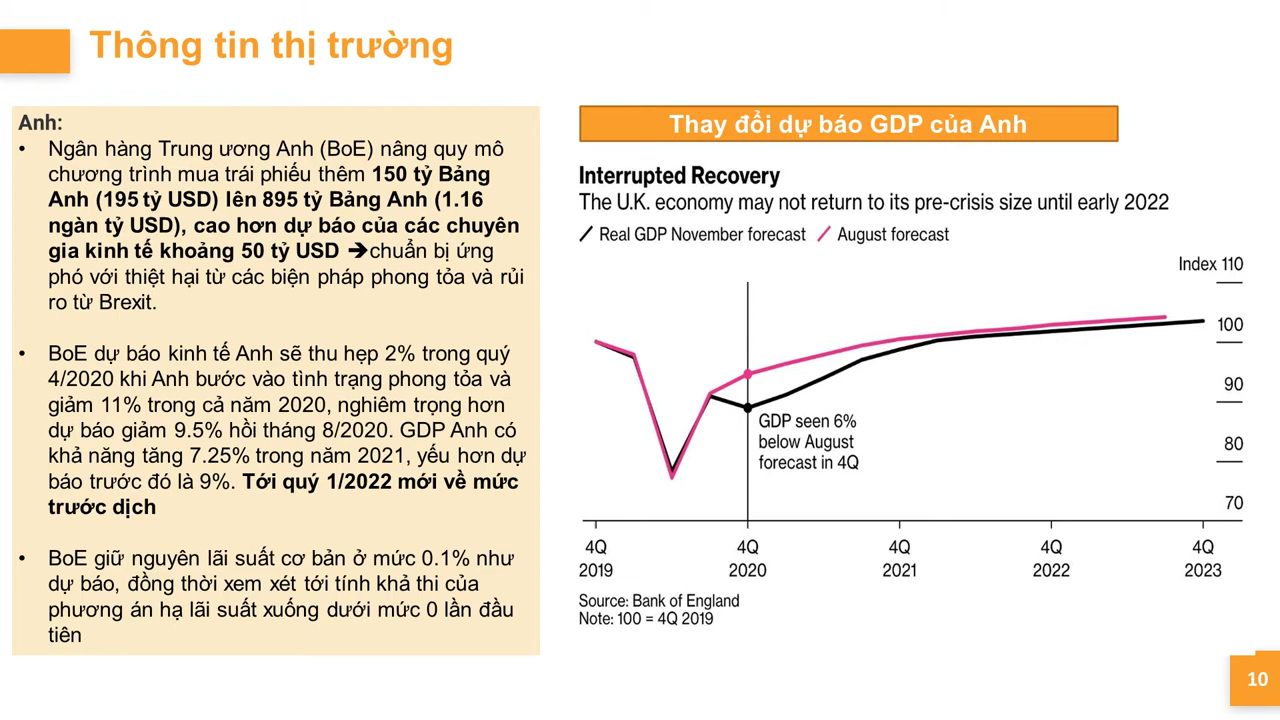 Thông tin thị trường
Anh:
• Ngân hàng Trung ương Anh (BoE) nâng quy mô
chương trình mua trái phiếu thêm 150 tỷ Bảng
Anh (195 tỷ USD) lên 895 tỷ Bảng Anh (1.16
ngàn tỷ USD), cao hơn dự báo của các chuyên
gia kinh tế khoảng 50 tỷ USD ➔chuẩn bị ứng
phó với thiệt hại từ các biện pháp phong tỏa và rủi
ro từ Brexit.
• BoE dự báo kinh tế Anh sẽ thu hẹp 2% trong quý
4/2020 khi Anh bước vào tình trạng phong tỏa và
giảm 11% trong cả năm 2020, nghiêm trọng hơn
dự báo giảm 9.5% hồi tháng 8/2020. GDP Anh có
khả năng tăng 7.25% trong năm 2021, yếu hơn dự
báo trước đó là 9%. Tới quý 1/2022 mới về mức
trước dịch
• BoE giữ nguyên lãi suất cơ bản ở mức 0.1% như
dự báo, đồng thời xem xét tới tính khả thi của
phương án hạ lãi suất xuống dưới mức 0 lần đầu
tiên
Thay đổi dự báo GDP của Anh
Interrupted Recovery
The U.K. economy may not return to its pre-crisis size until early 2022
Real GDP November forecast August forecast
Index 110
100
90
80
70
GDP seen 6%
below August
forecast in 4Q
4Q 4Q 4Q 4Q 4Q
2019 2020 2021 2022 2023
Source: Bank of England
Note: 100 = 4Q 2019
10